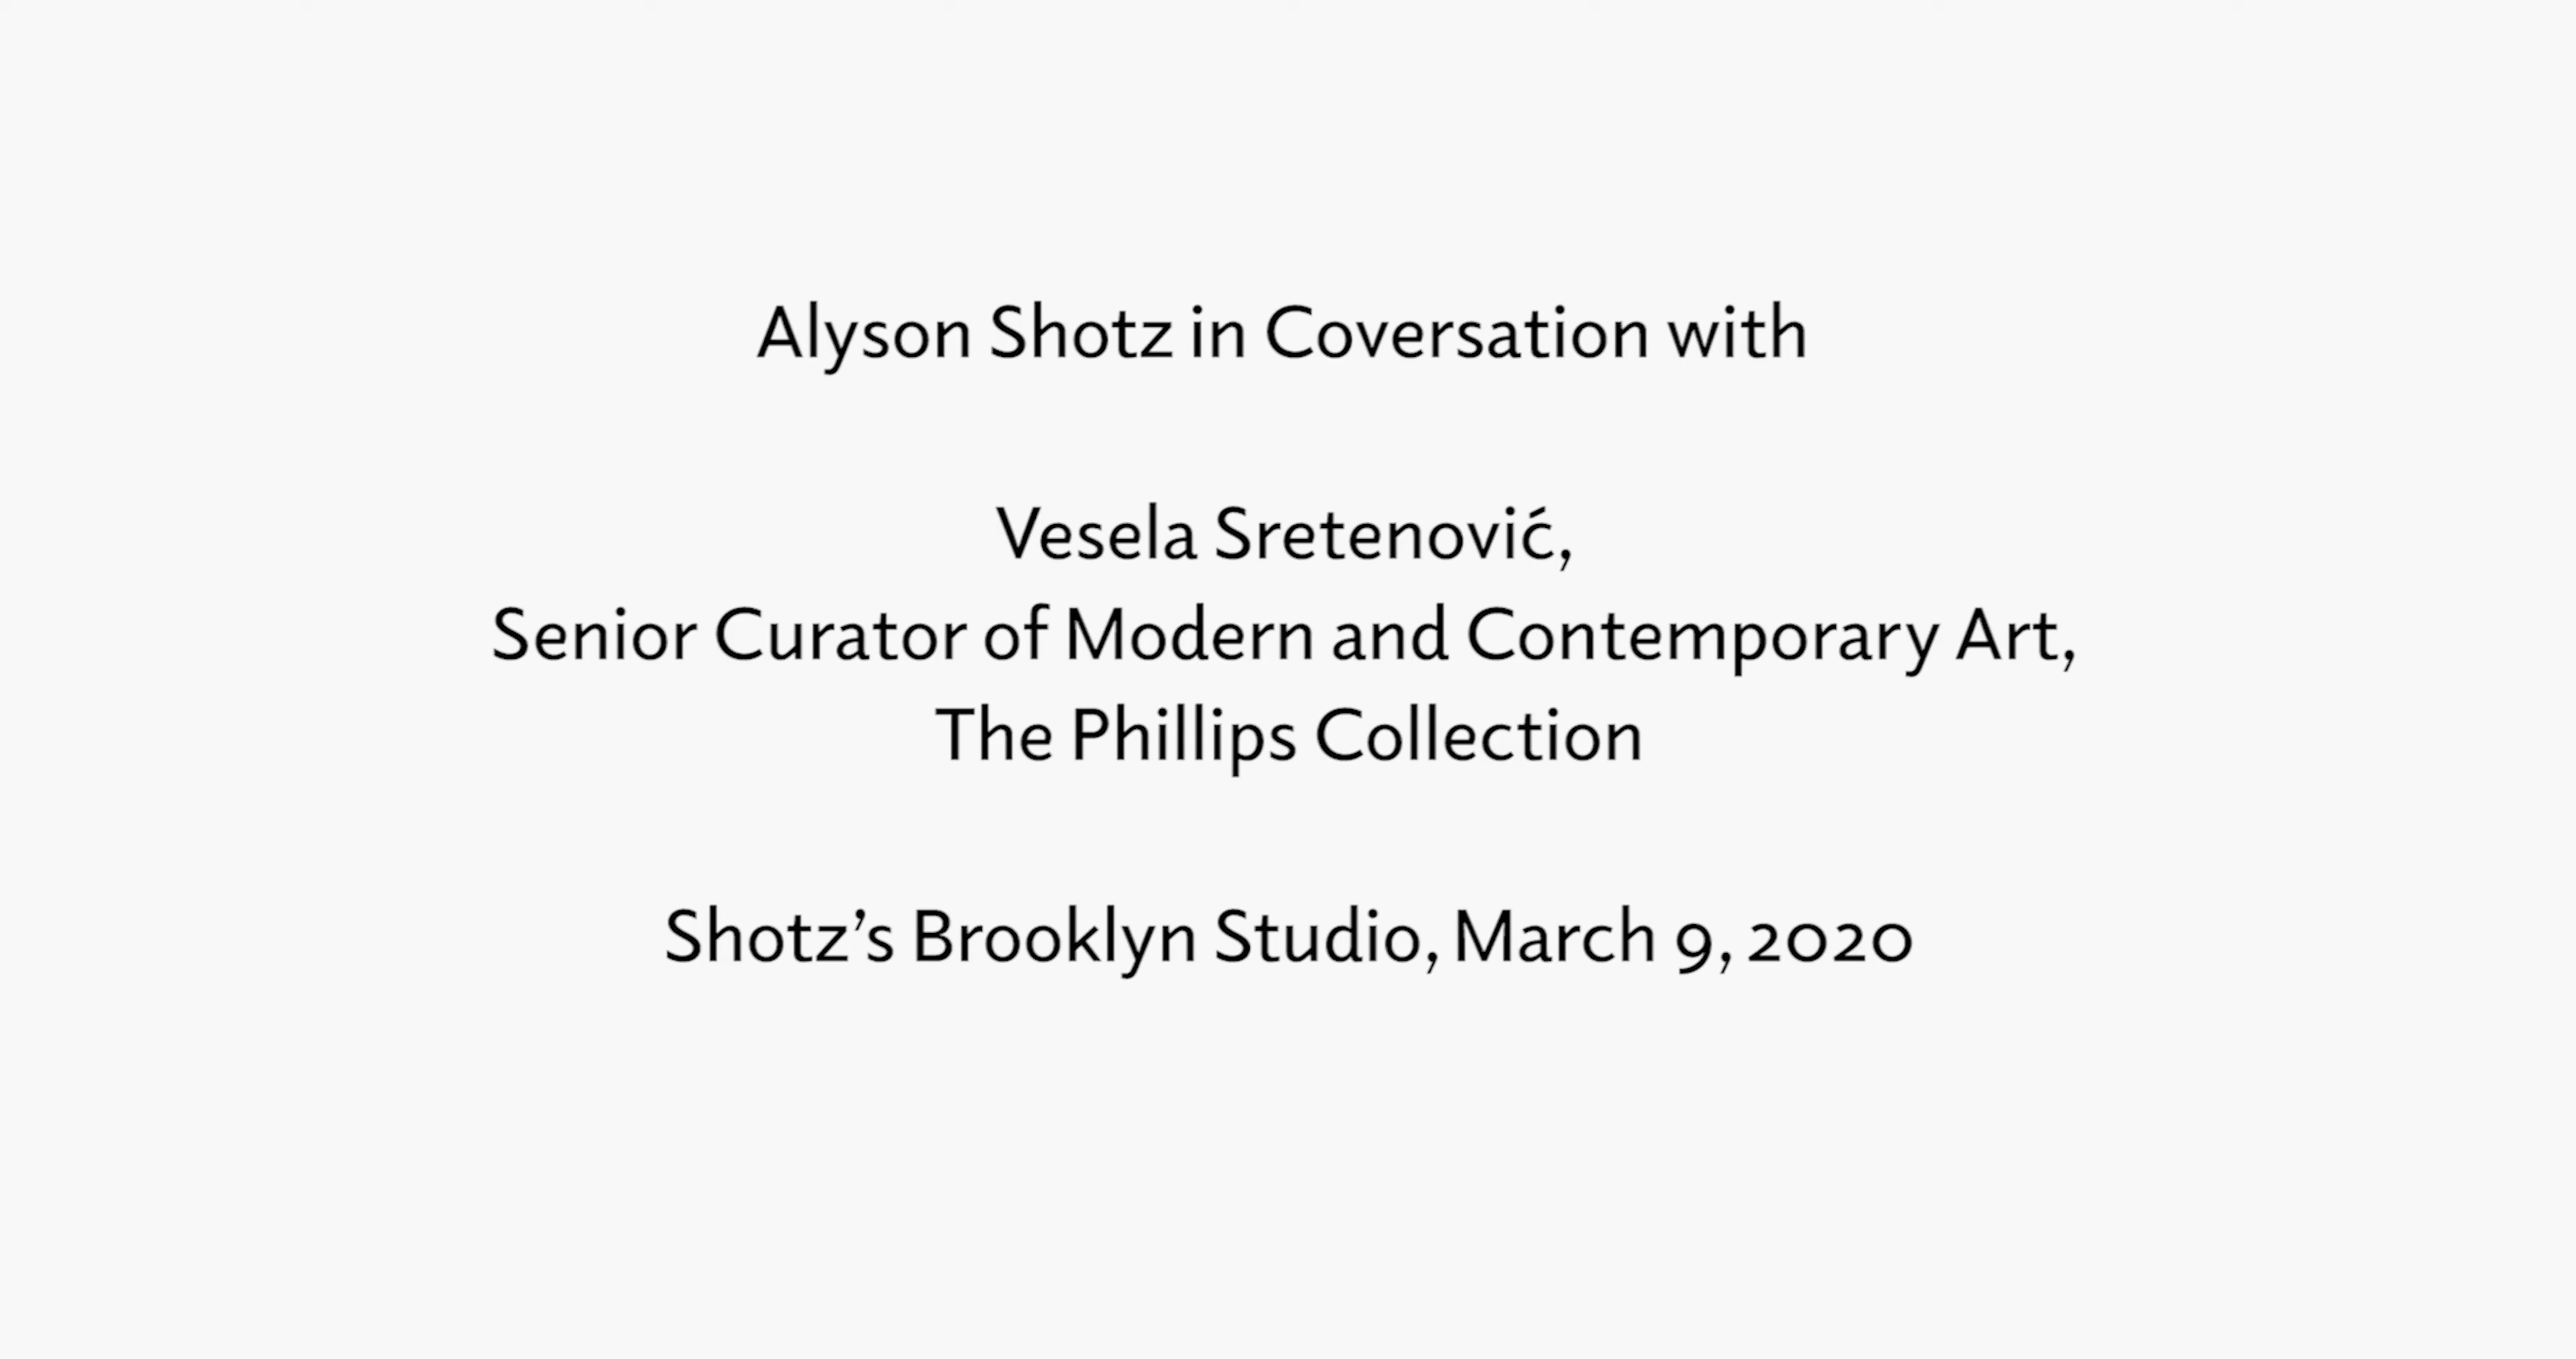 Alyson Shotz in Coversation with
Vesela Sretenović,
Senior Curator of Modern and Contemporary Art,
The Phillips Collection
Shotz’s Brooklyn Studio, March 9, 2020